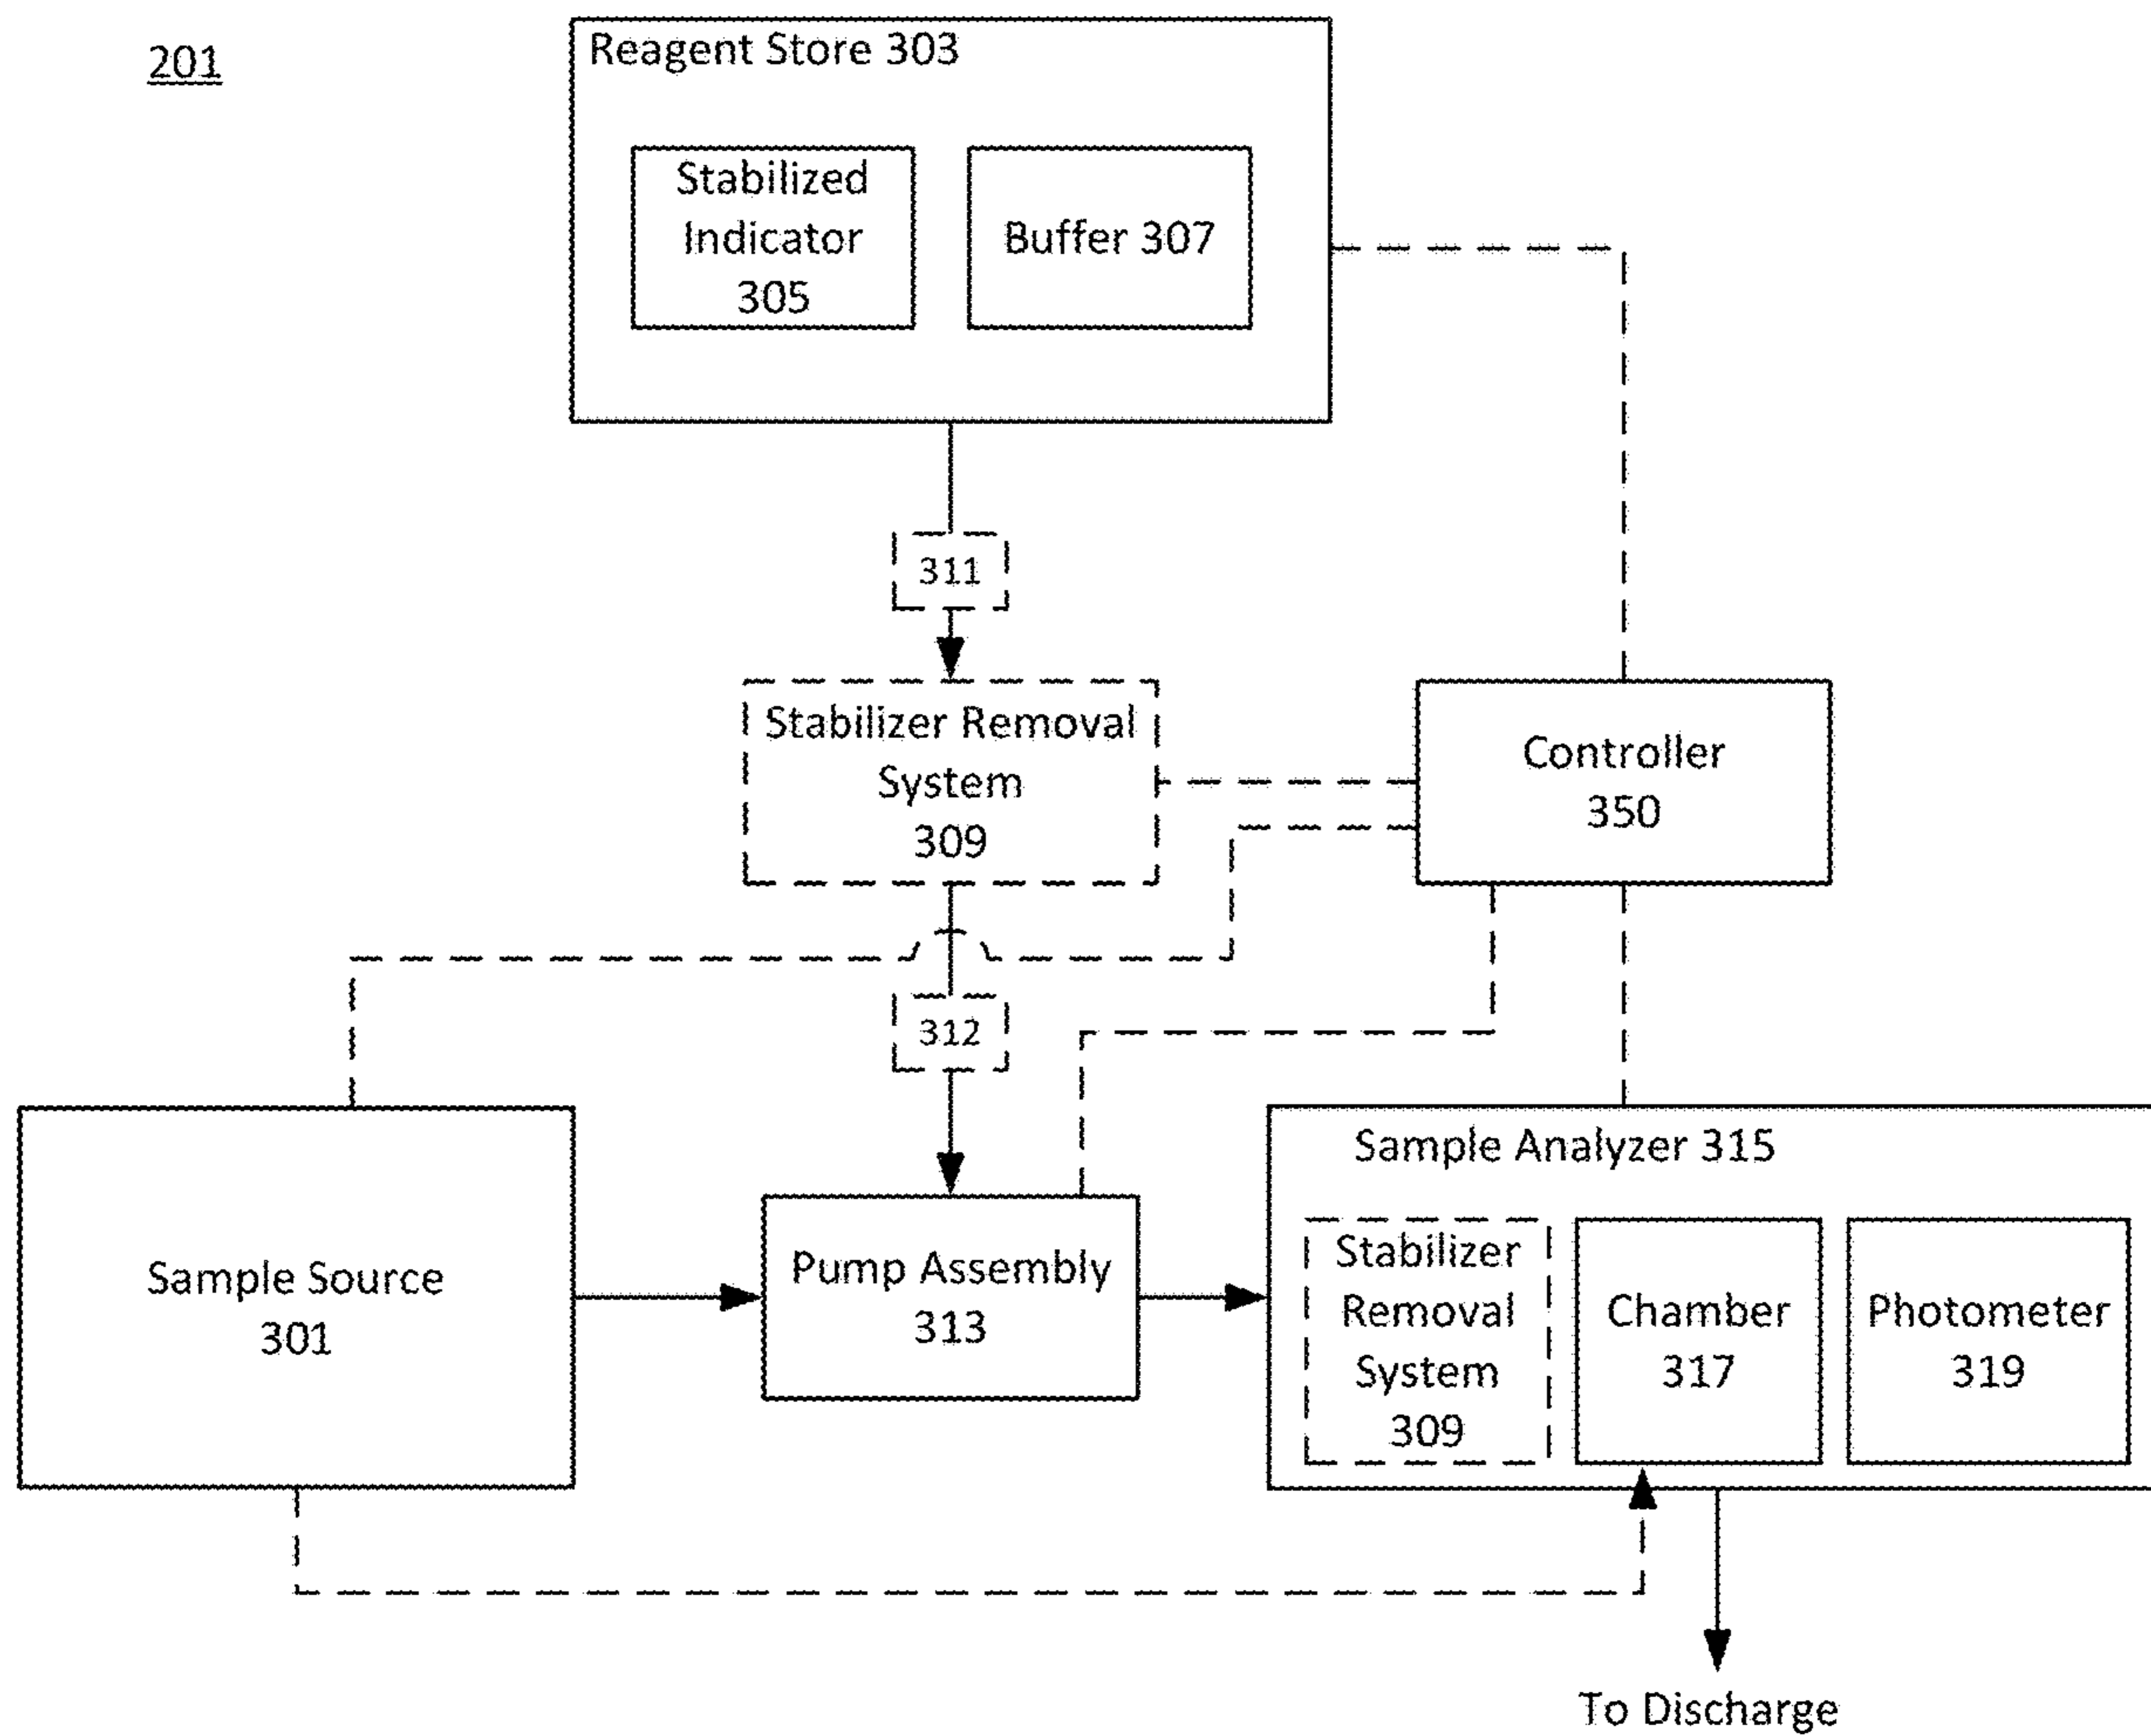 201
Reagent Store 303
Stabilized
Indicator
305
Buffer 307
311
Stabilizer Removal
System
309
Controller
350
312
Sample Source
301
Pump Assembly
313
Sample Analyzer 315
Stabilizer
Removal
System
309
Chamber
317
Photometer
319
To Discharge